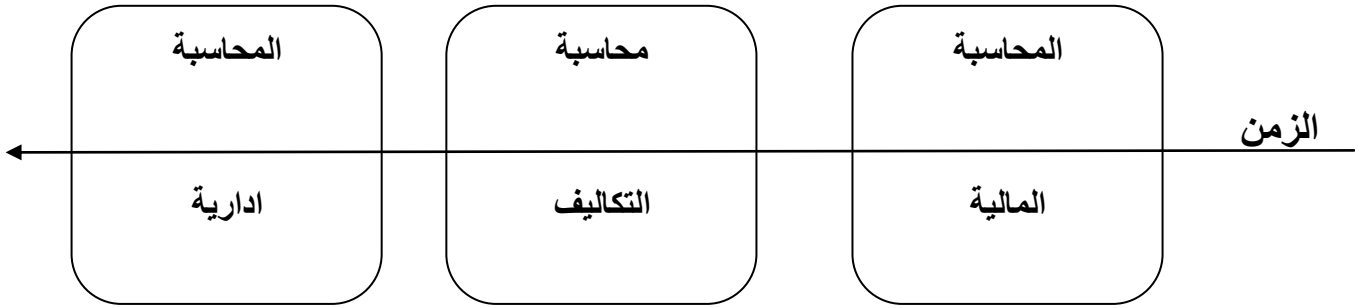 المحاسبة
محاسبة
المحاسبة
الزمن
المالية
التكاليف
ادارية